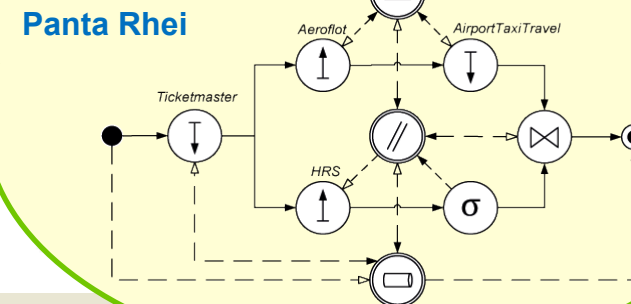 Panta Rhei
Aeroflot
AirportTaxiTravel
Ticketmaster
HRS
σ